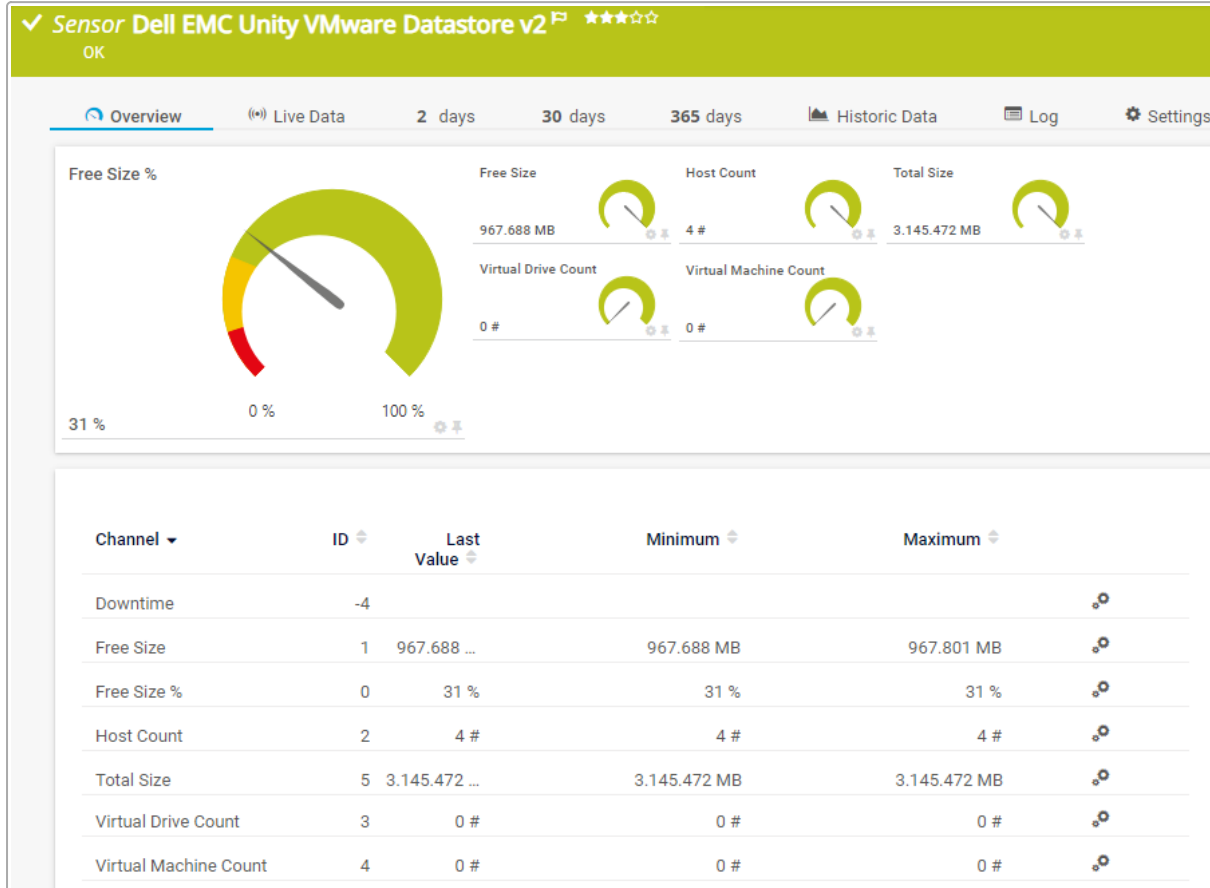 Sensor Dell EMC Unity VMware Datastore v2
OK
Overview Live Data 2 days 30 days 365 days Historic Data Log Settings
Free Size %
Free Size Host Count Total Size
967.688 MB 4 # 3.145.472 MB
Virtual Drive Count Virtual Machine Count
0 # 0 #
0 % 100 %
31 %
Channel ID Last Value Minimum Maximum
Downtime -4
Free Size 1 967.688 ... 967.688 MB 967.801 MB
Free Size % 0 31 % 31 % 31 %
Host Count 2 4 # 4 # 4 #
Total Size 5 3.145.472 ... 3.145.472 MB 3.145.472 MB
Virtual Drive Count 3 0 # 0 # 0 #
Virtual Machine Count 4 0 # 0 # 0 #